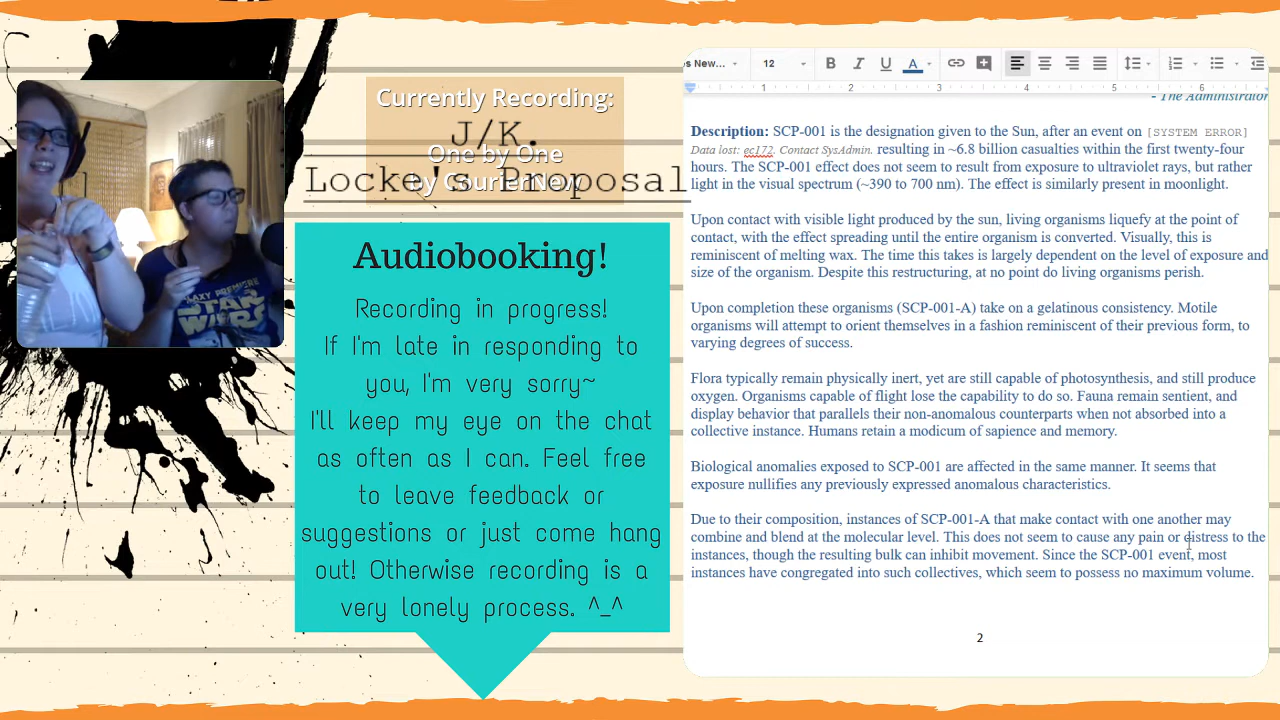 Currently Recording:
J/K.
One by One
by CourierNew
Locke's Proposal
GALAXY PREMIERE
STAR
WARS
Audiobooking!
Recording in progress!
If I'm late in responding to
you, I'm very sorry~
I'll keep my eye on the chat
as often as I can. Feel free
to leave feedback or
suggestions or just come hang
out! Otherwise recording is a
very lonely process. ^_^
s New... 12 B I U A
1 2 3 4 5 6
- The Administrator
Description: SCP-001 is the designation given to the Sun, after an event on [SYSTEM ERROR]
Data lost: ec172. Contact SysAdmin. resulting in ~6.8 billion casualties within the first twenty-four
hours. The SCP-001 effect does not seem to result from exposure to ultraviolet rays, but rather
light in the visual spectrum (~390 to 700 nm). The effect is similarly present in moonlight.
Upon contact with visible light produced by the sun, living organisms liquefy at the point of
contact, with the effect spreading until the entire organism is converted. Visually, this is
reminiscent of melting wax. The time this takes is largely dependent on the level of exposure and
size of the organism. Despite this restructuring, at no point do living organisms perish.
Upon completion these organisms (SCP-001-A) take on a gelatinous consistency. Motile
organisms will attempt to orient themselves in a fashion reminiscent of their previous form, to
varying degrees of success.
Flora typically remain physically inert, yet are still capable of photosynthesis, and still produce
oxygen. Organisms capable of flight lose the capability to do so. Fauna remain sentient, and
display behavior that parallels their non-anomalous counterparts when not absorbed into a
collective instance. Humans retain a modicum of sapience and memory.
Biological anomalies exposed to SCP-001 are affected in the same manner. It seems that
exposure nullifies any previously expressed anomalous characteristics.
Due to their composition, instances of SCP-001-A that make contact with one another may
combine and blend at the molecular level. This does not seem to cause any pain or distress to the
instances, though the resulting bulk can inhibit movement. Since the SCP-001 event, most
instances have congregated into such collectives, which seem to possess no maximum volume.
2